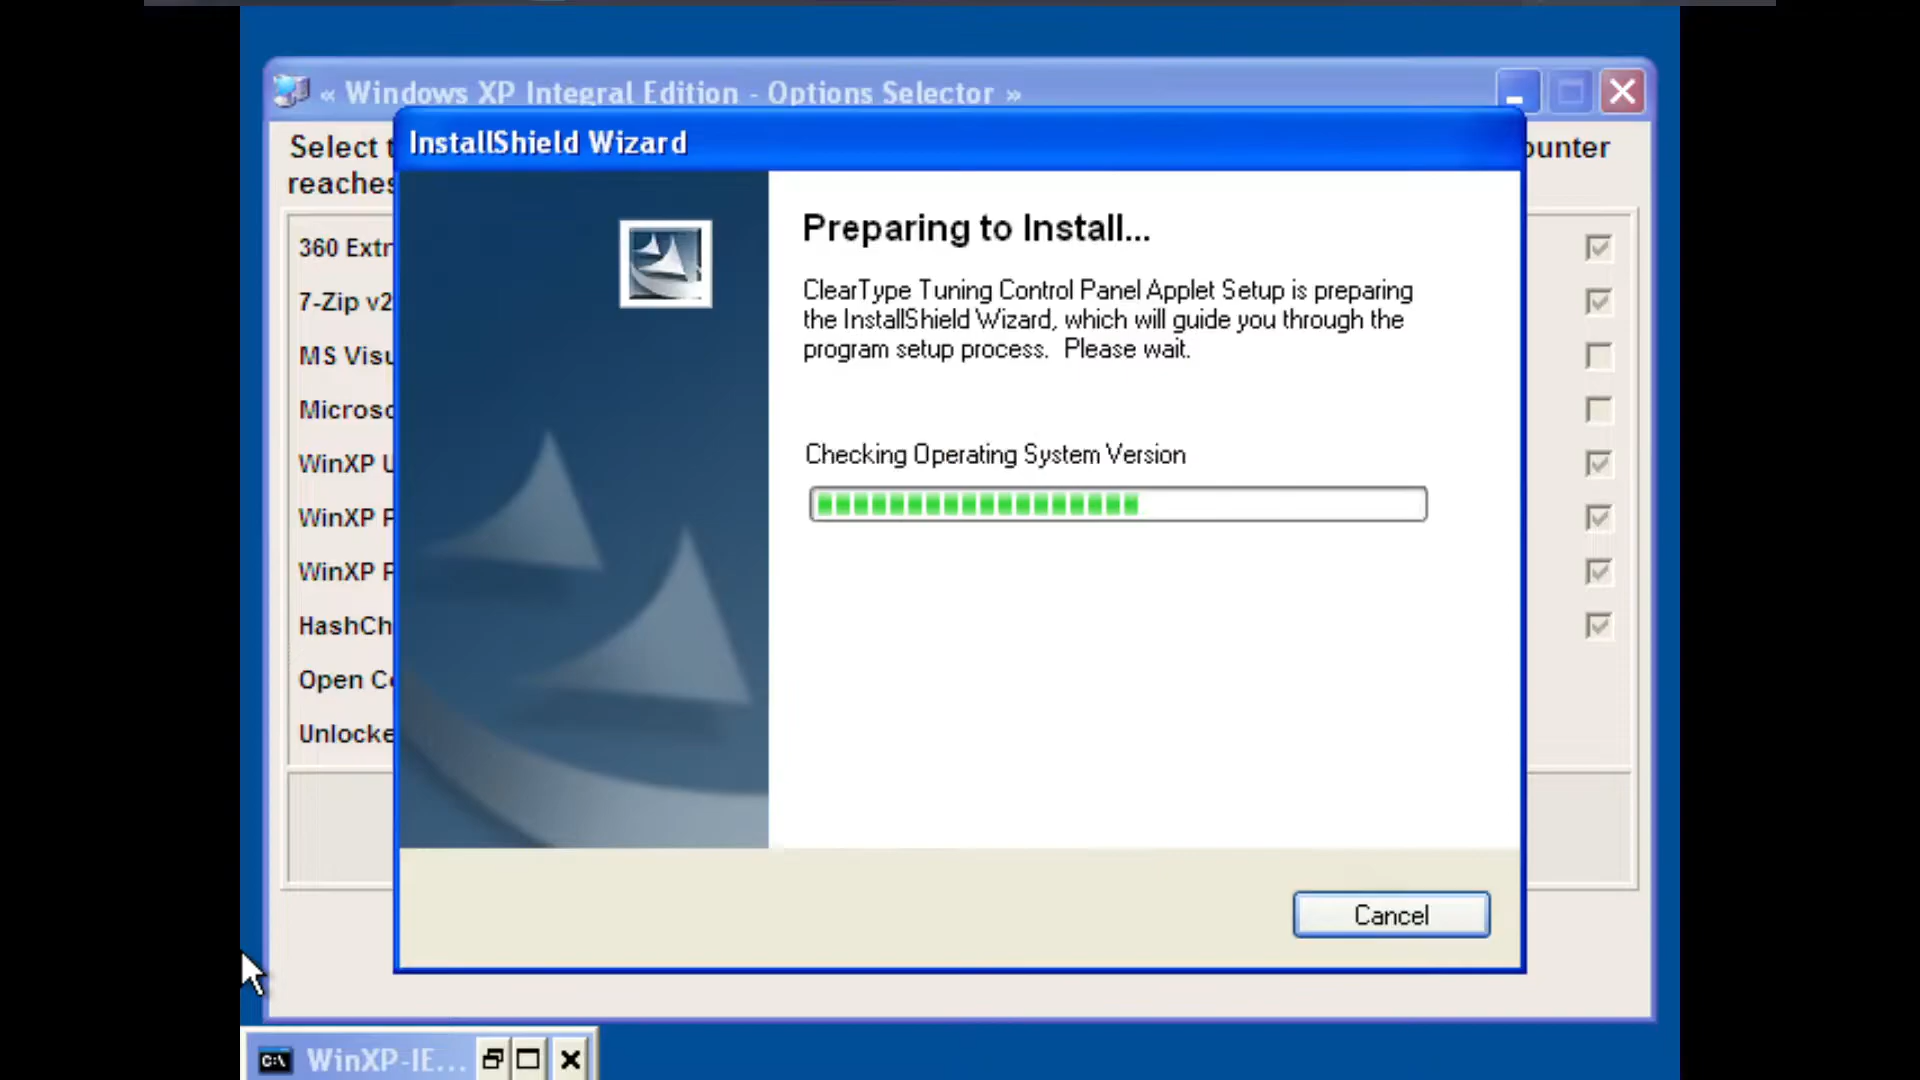 « Windows XP Integral Edition - Options Selector »
Select
ounter
reaches
InstallShield Wizard
360 Extr
7-Zip v2
MS Visu
Microso
WinXP U
WinXP P
WinXP P
HashCh
Open Co
Unlocke
Preparing to Install...
ClearType Tuning Control Panel Applet Setup is preparing
the InstallShield Wizard, which will guide you through the
program setup process. Please wait.
Checking Operating System Version
Cancel
C:\ WinXP-IE...